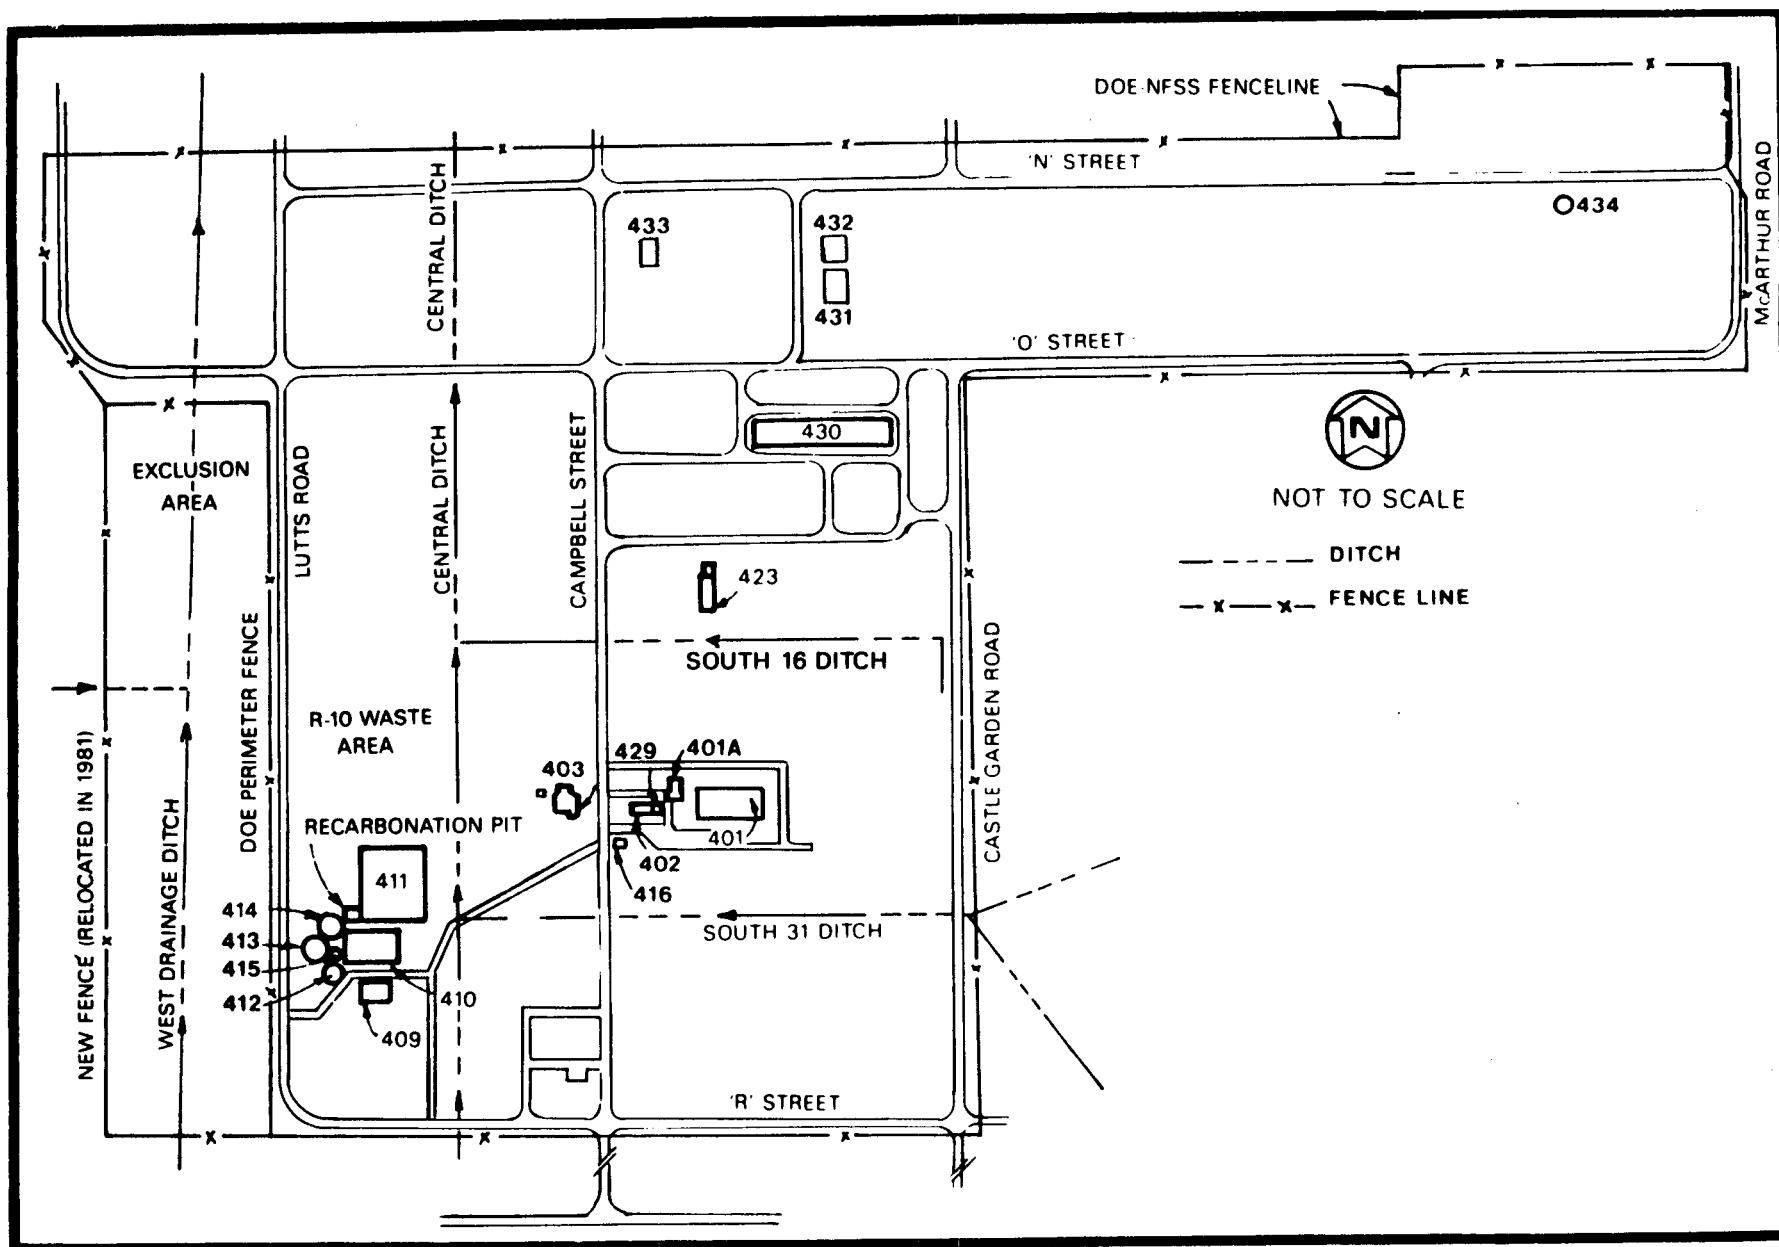 DOE-NFSS FENCELINE
'N' STREET
McARTHUR ROAD
434
CENTRAL DITCH
433
432
431
'O' STREET
430
N
NOT TO SCALE
DITCH
FENCE LINE
EXCLUSION
AREA
LUTTS ROAD
CENTRAL DITCH
CAMPBELL STREET
423
SOUTH 16 DITCH
CASTLE GARDEN ROAD
DOE PERIMETER FENCE
NEW FENCE (RELOCATED IN 1981)
WEST DRAINAGE DITCH
R-10 WASTE
AREA
403
429
401A
401
402
416
RECARBONATION PIT
411
414
413
415
412
410
409
SOUTH 31 DITCH
'R' STREET